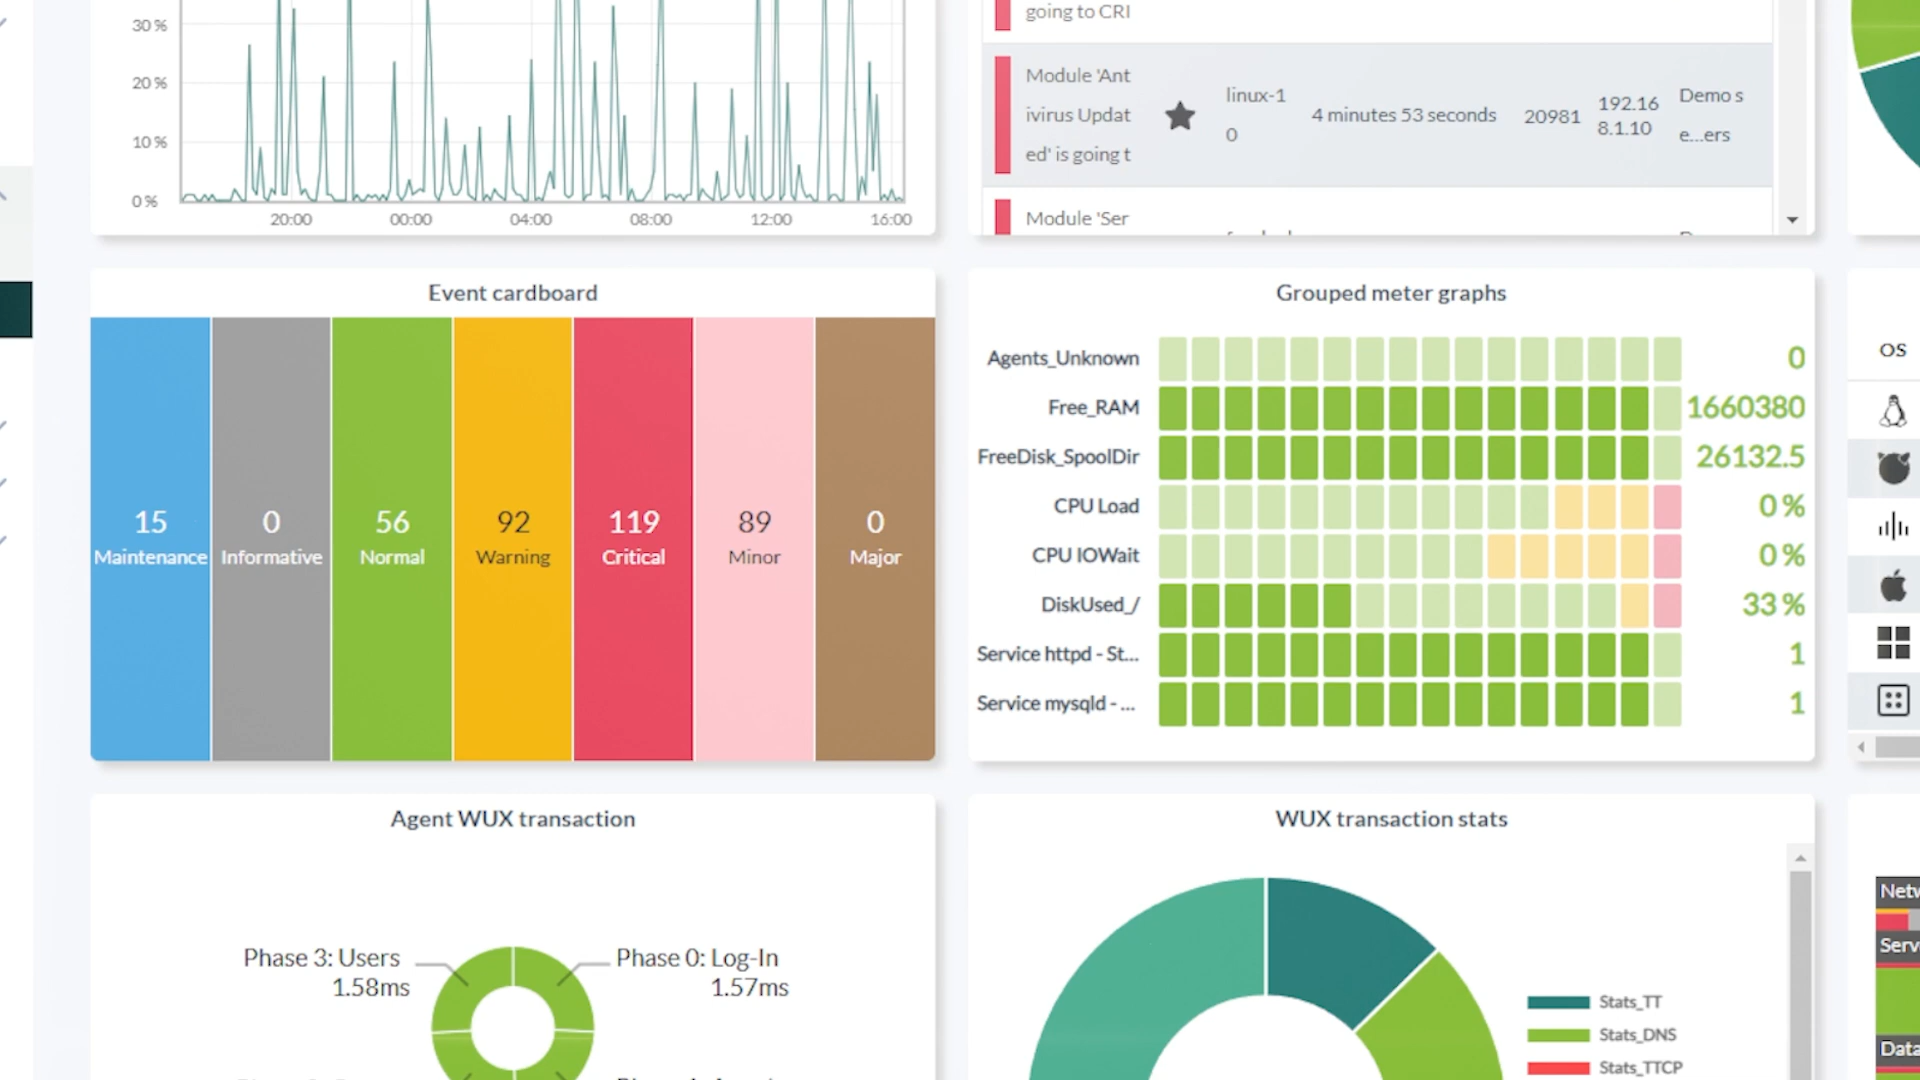 30 %
20 %
10 %
0 %
20:00 00:00 04:00 08:00 12:00 16:00
going to CRI
Module 'Ant
ivirus Updat
ed' is going t
linux-1
0
4 minutes 53 seconds
20981
192.16
8.1.10
Demo s
e...ers
Module 'Ser
Event cardboard
15
Maintenance
0
Informative
56
Normal
92
Warning
119
Critical
89
Minor
0
Major
Grouped meter graphs
Agents_Unknown 0
Free_RAM 1660380
FreeDisk_SpoolDir 26132.5
CPU Load 0 %
CPU IOWait 0 %
DiskUsed_/ 33 %
Service httpd - St... 1
Service mysqld - ... 1
OS
Agent WUX transaction
Phase 3: Users
1.58ms
Phase 0: Log-In
1.57ms
WUX transaction stats
Stats_TT
Stats_DNS
Stats_TTCP
Netw
Serv
Data